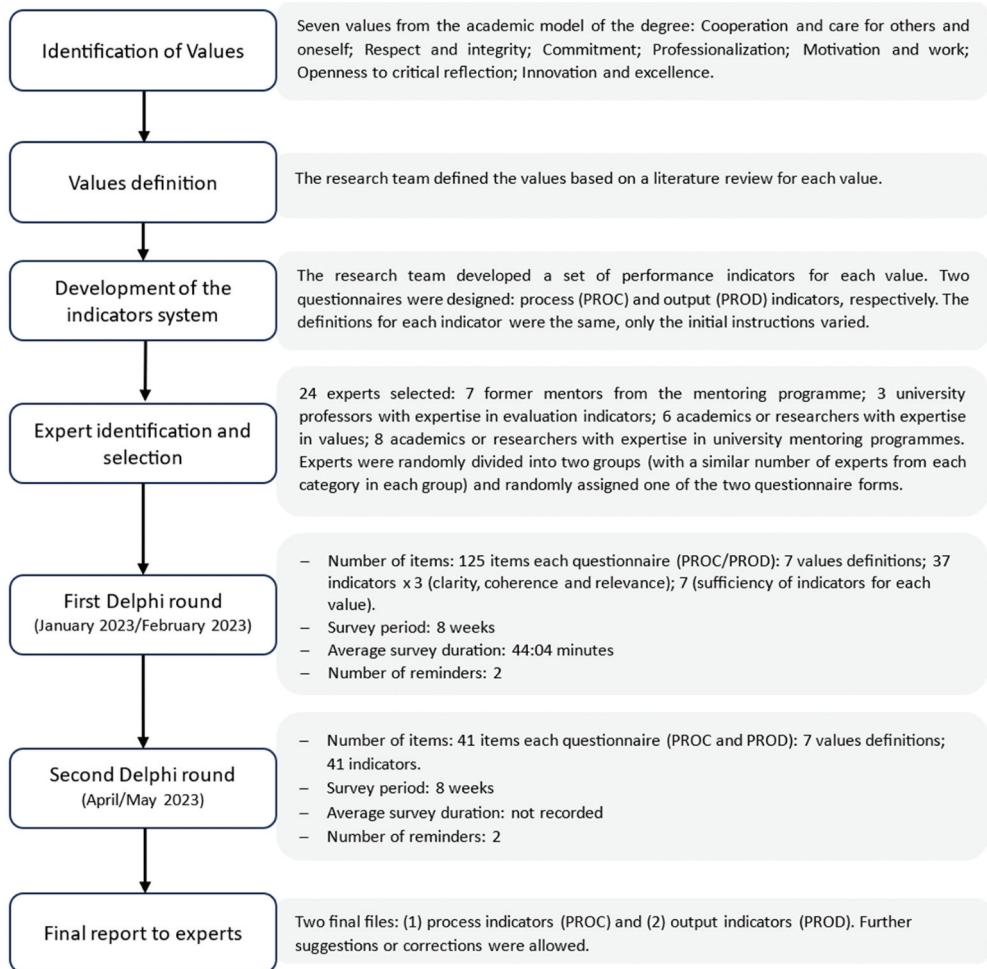 Identification of Values
Seven values from the academic model of the degree: Cooperation and care for others and
oneself; Respect and integrity; Commitment; Professionalization; Motivation and work;
Openness to critical reflection; Innovation and excellence.
Values definition
The research team defined the values based on a literature review for each value.
Development of the
indicators system
The research team developed a set of performance indicators for each value. Two
questionnaires were designed: process (PROC) and output (PROD) indicators, respectively. The
definitions for each indicator were the same, only the initial instructions varied.
Expert identification and
selection
24 experts selected: 7 former mentors from the mentoring programme; 3 university
professors with expertise in evaluation indicators; 6 academics or researchers with expertise
in values; 8 academics or researchers with expertise in university mentoring programmes.
Experts were randomly divided into two groups (with a similar number of experts from each
category in each group) and randomly assigned one of the two questionnaire forms.
First Delphi round
(January 2023/February 2023)
– Number of items: 125 items each questionnaire (PROC/PROD): 7 values definitions; 37
indicators x 3 (clarity, coherence and relevance); 7 (sufficiency of indicators for each
value).
– Survey period: 8 weeks
– Average survey duration: 44:04 minutes
– Number of reminders: 2
Second Delphi round
(April/May 2023)
– Number of items: 41 items each questionnaire (PROC and PROD): 7 values definitions;
41 indicators.
– Survey period: 8 weeks
– Average survey duration: not recorded
– Number of reminders: 2
Final report to experts
Two final files: (1) process indicators (PROC) and (2) output indicators (PROD). Further
suggestions or corrections were allowed.